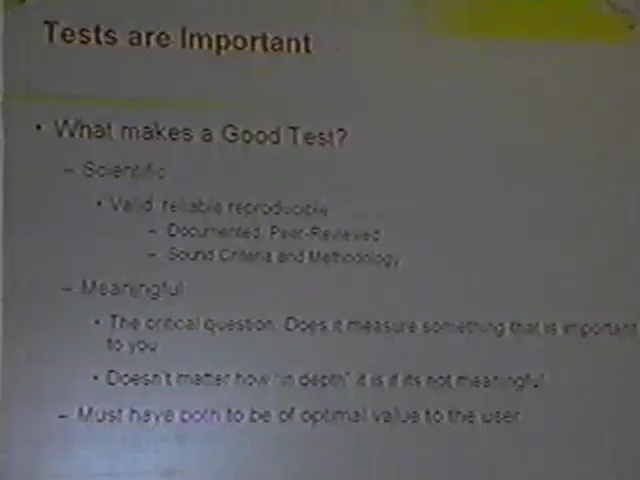 Tests are Important
• What makes a Good Test?
– Scientific
• Valid, reliable reproducible
– Documented, Peer-Reviewed
– Sound Criteria and Methodology
– Meaningful
• The critical question. Does it measure something that is important
to you
• Doesn't matter how "in depth" it is if its not meaningful
– Must have both to be of optimal value to the user